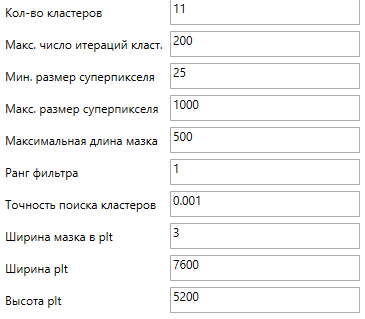 Кол-во кластеров 11
Макс. число итераций класт. 200
Мин. размер суперпикселя 25
Макс. размер суперпикселя 1000
Максимальная длина мазка 500
Ранг фильтра 1
Точность поиска кластеров 0.001
Ширина мазка в plt 3
Ширина plt 7600
Высота plt 5200